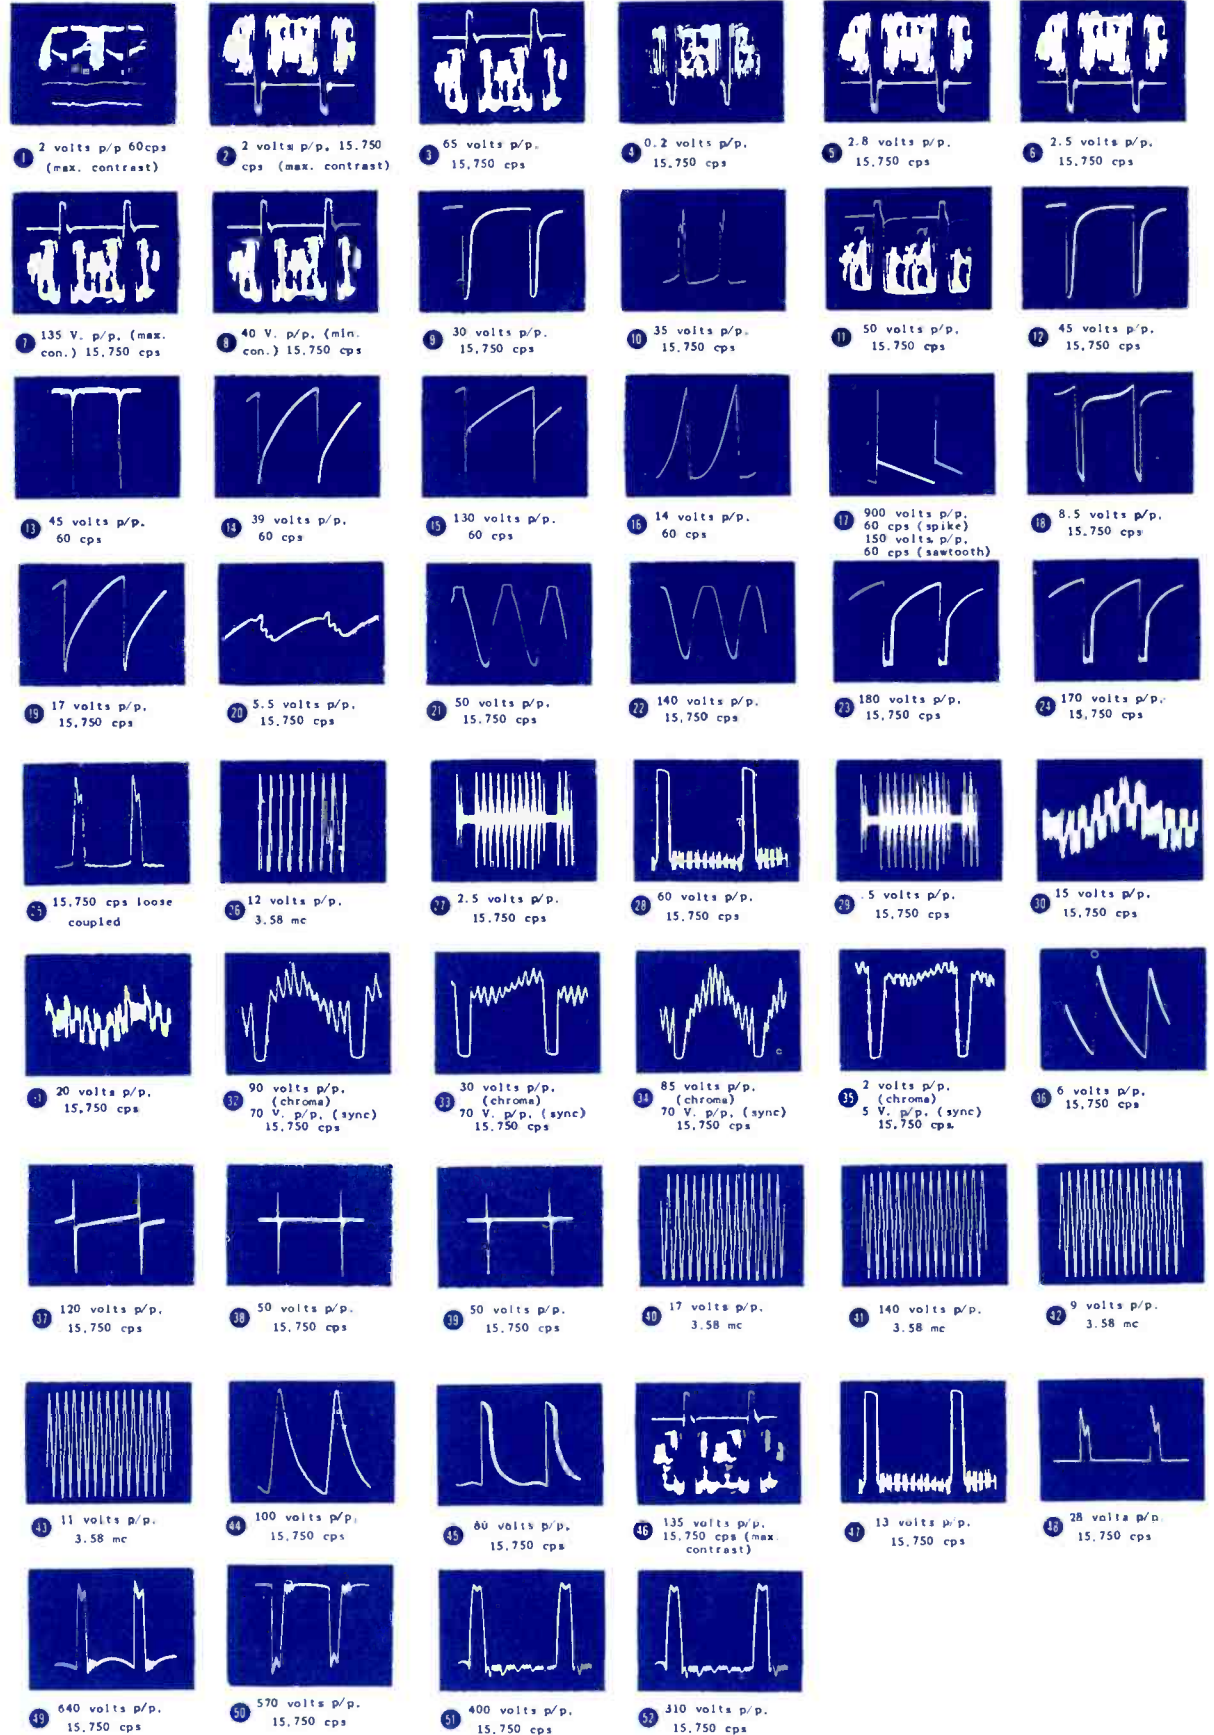 1 2 volts p/p 60cps
(max. contrast)
2 2 volts p/p, 15.750
cps (max. contrast)
3 65 volts p/p.
15,750 cps
4 0.2 volts p/p,
15,750 cps
5 2.8 volts p/p.
15,750 cps
6 2.5 volts p/p,
15,750 cps
7 135 V. p/p, (max.
con.) 15,750 cps
8 40 V. p/p, (min.
con.) 15,750 cps
9 30 volts p/p.
15,750 cps
10 35 volts p/p.
15.750 cps
11 50 volts p/p,
15.750 cps
12 45 volts p/p,
15,750 cps
13 45 volts p/p.
60 cps
14 39 volts p/p,
60 cps
15 130 volts p/p.
60 cps
16 14 volts p/p.
60 cps
17 900 volts p/p,
60 cps (spike)
150 volts p/p,
60 cps (sawtooth)
18 8.5 volts p/p,
15.750 cps
19 17 volts p/p,
15,750 cps
20 5.5 volts p/p,
15,750 cps
21 50 volts p/p,
15.750 cps
22 140 volts p/p,
15,750 cps
23 180 volts p/p,
15,750 cps
24 170 volts p/p,
15,750 cps
25 15,750 cps loose
coupled
26 12 volts p/p,
3.58 mc
27 2.5 volts p/p,
15.750 cps
28 60 volts p/p,
15,750 cps
29 .5 volts p/p,
15,750 cps
30 15 volts p/p,
15,750 cps
31 20 volts p/p,
15,750 cps
32 90 volts p/p,
(chroma)
70 V. p/p, (sync)
15,750 cps
33 30 volts p/p,
(chroma)
70 V. p/p, (sync)
15.750 cps
34 85 volts p/p,
(chroma)
70 V. p/p, (sync)
15,750 cps
35 2 volts p/p,
(chroma)
5 V. p/p, (sync)
15,750 cps
36 6 volts p/p,
15,750 cps
37 120 volts p/p,
15,750 cps
38 50 volts p/p.
15,750 cps
39 50 volts p/p.
15,750 cps
40 17 volts p/p,
3.58 mc
41 140 volts p/p,
3.58 mc
42 9 volts p/p.
3.58 mc
43 11 volts p/p.
3.58 mc
44 100 volts p/p,
15,750 cps
45 80 volts p/p,
15,750 cps
46 135 volts p/p,
15,750 cps (max.
contrast)
47 13 volts p/p,
15,750 cps
48 28 volts p/p
15,750 cps
49 640 volts p/p,
15,750 cps
50 570 volts p/p,
15,750 cps
51 400 volts p/p,
15,750 cps
52 310 volts p/p,
15,750 cps